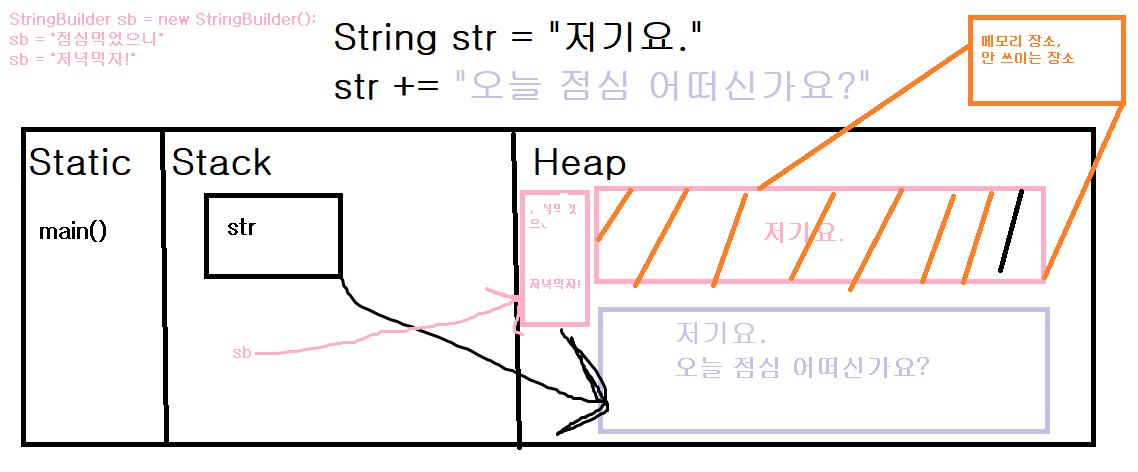 StringBuilder sb = new StringBuilder();
sb = "점심먹었으니"
sb = "저녁먹자!"
String str = "저기요."
str += "오늘 점심 어떠신가요?"
메모리 장소,
안 쓰이는 장소
Static
Stack
Heap
main()
str
저기요.
저녁먹자!
저기요.
오늘 점심 어떠신가요?
sb